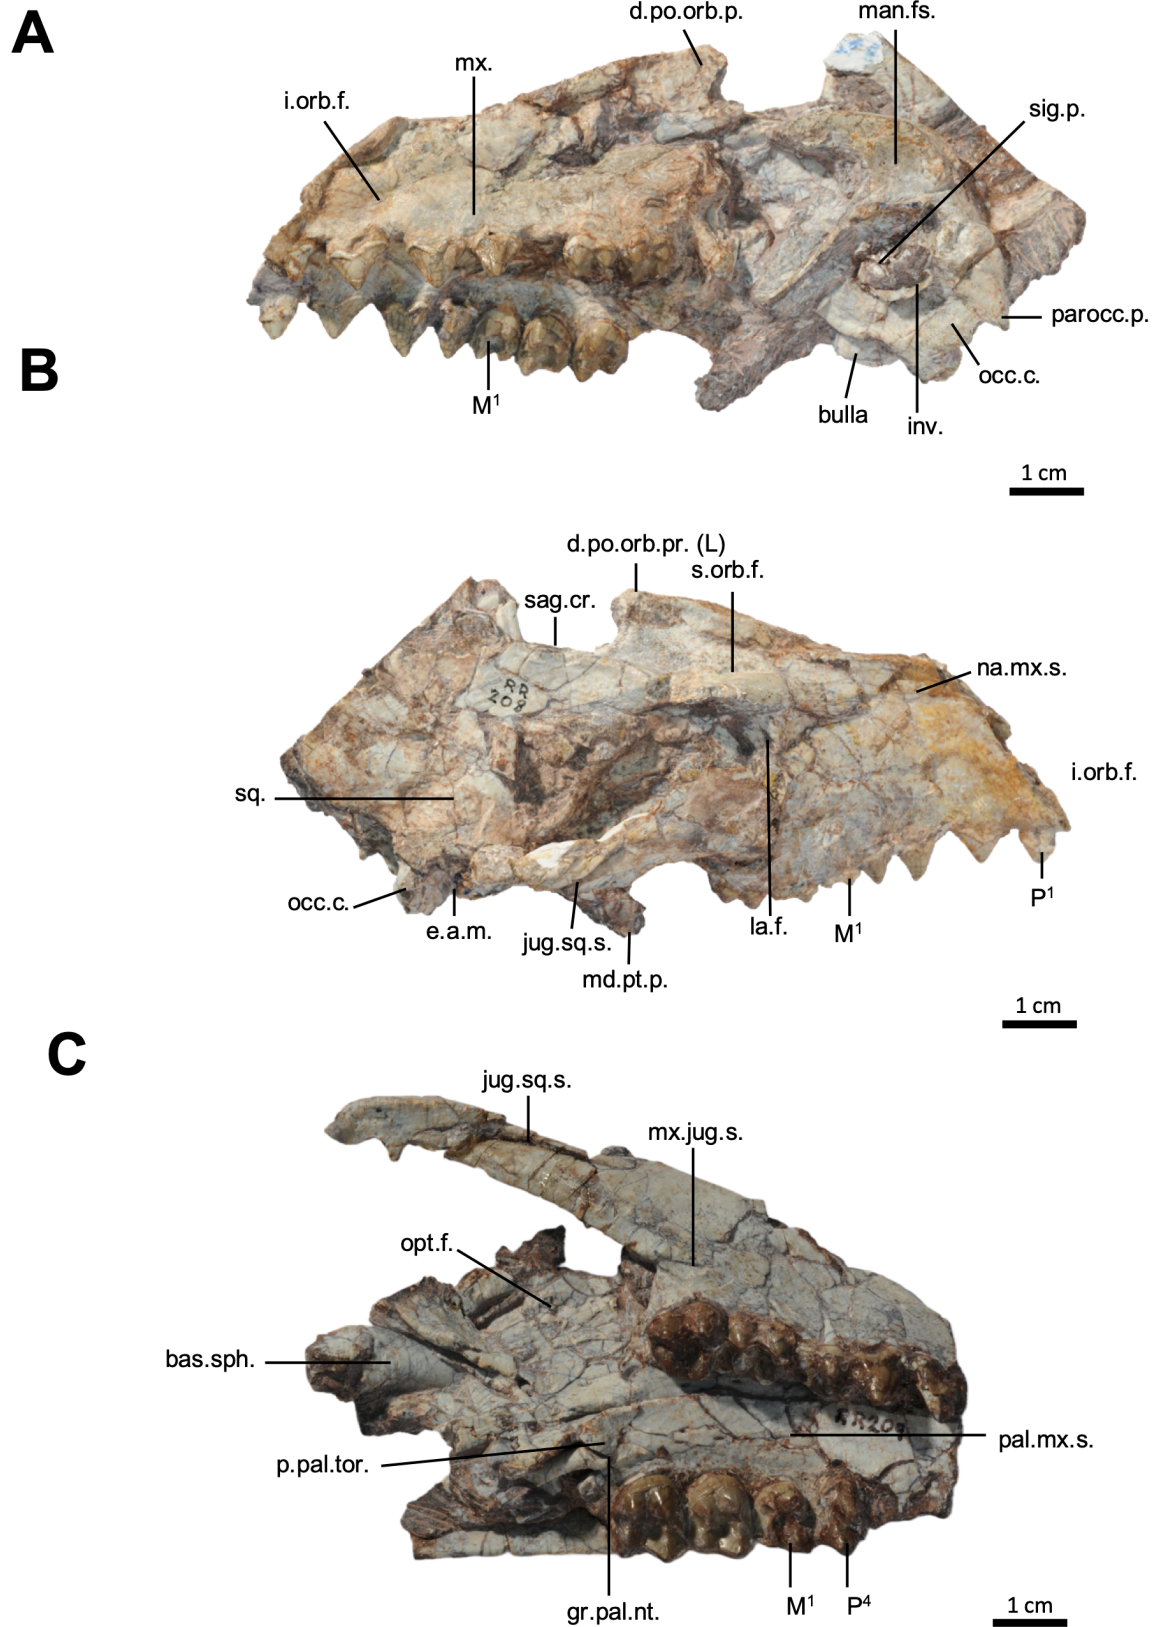 A
d.po.orb.p.
man.fs.
mx.
i.orb.f.
sig.p.
parocc.p.
occ.c.
M¹
bulla
inv.
1 cm
B
d.po.orb.pr. (L)
s.orb.f.
sag.cr.
na.mx.s.
RR
208
i.orb.f.
sq.
occ.c.
P¹
e.a.m.
jug.sq.s.
la.f.
M¹
md.pt.p.
1 cm
C
jug.sq.s.
mx.jug.s.
opt.f.
bas.sph.
RR209
pal.mx.s.
p.pal.tor.
gr.pal.nt.
M¹
P⁴
1 cm